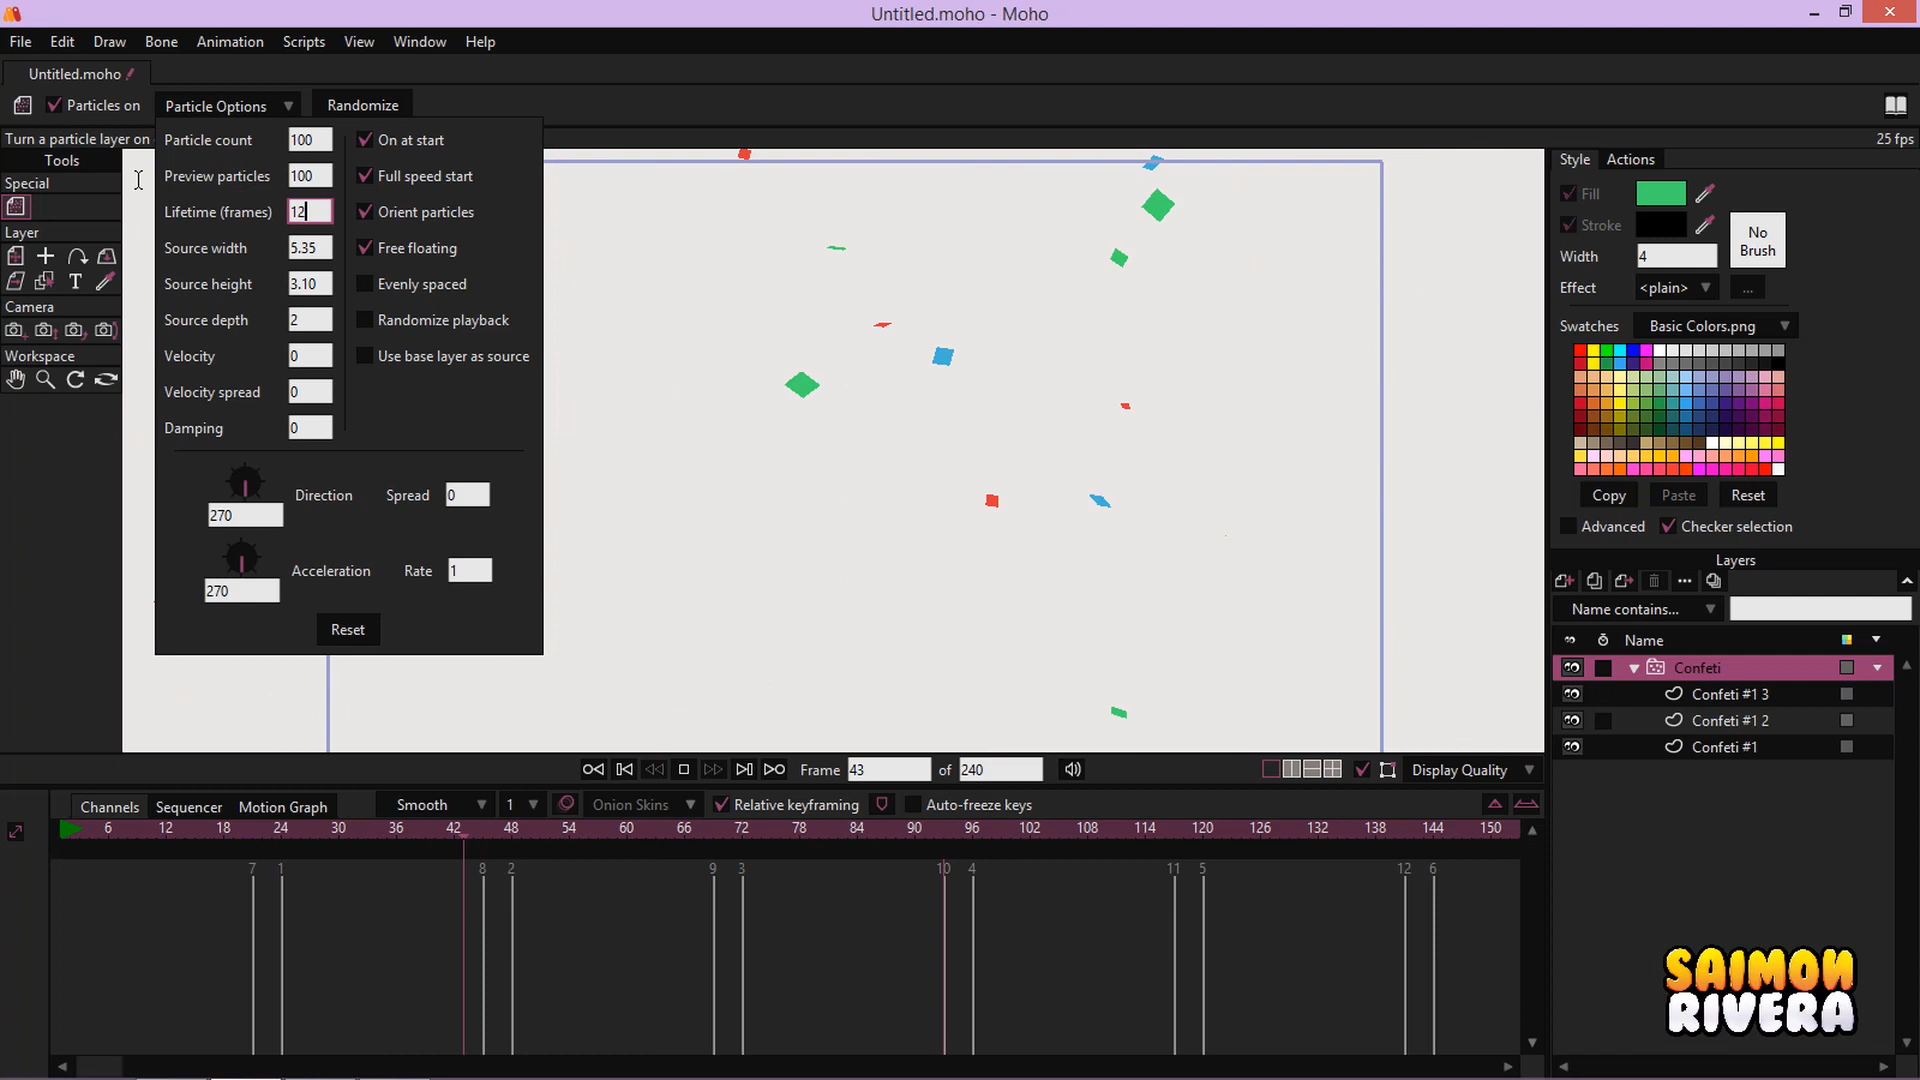 Untitled.moho - Moho
File Edit Draw Bone Animation Scripts View Window Help
Untitled.moho
Particles on Particle Options Randomize
Turn a particle layer on 25 fps
Tools
Special
Layer
T
Camera
Workspace
Particle count 100 On at start
Preview particles 100 Full speed start
Lifetime (frames) 12 Orient particles
Source width 5.35 Free floating
Source height 3.10 Evenly spaced
Source depth 2 Randomize playback
Velocity 0 Use base layer as source
Velocity spread 0
Damping 0
Direction Spread 0
270
Acceleration Rate 1
270
Reset
Style Actions
Fill
Stroke
No Brush
Width 4
Effect <plain> ...
Swatches Basic Colors.png
Copy Paste Reset
Advanced Checker selection
Layers
Name contains...
Name
Confeti
Confeti #1 3
Confeti #1 2
Confeti #1
Frame 43 of 240 Display Quality
Channels Sequencer Motion Graph Smooth 1 Onion Skins Relative keyframing Auto-freeze keys
6 12 18 24 30 36 42 48 54 60 66 72 78 84 90 96 102 108 114 120 126 132 138 144 150
7 1 8 2 9 3 10 4 11 5 12 6
SAIMON
RIVERA